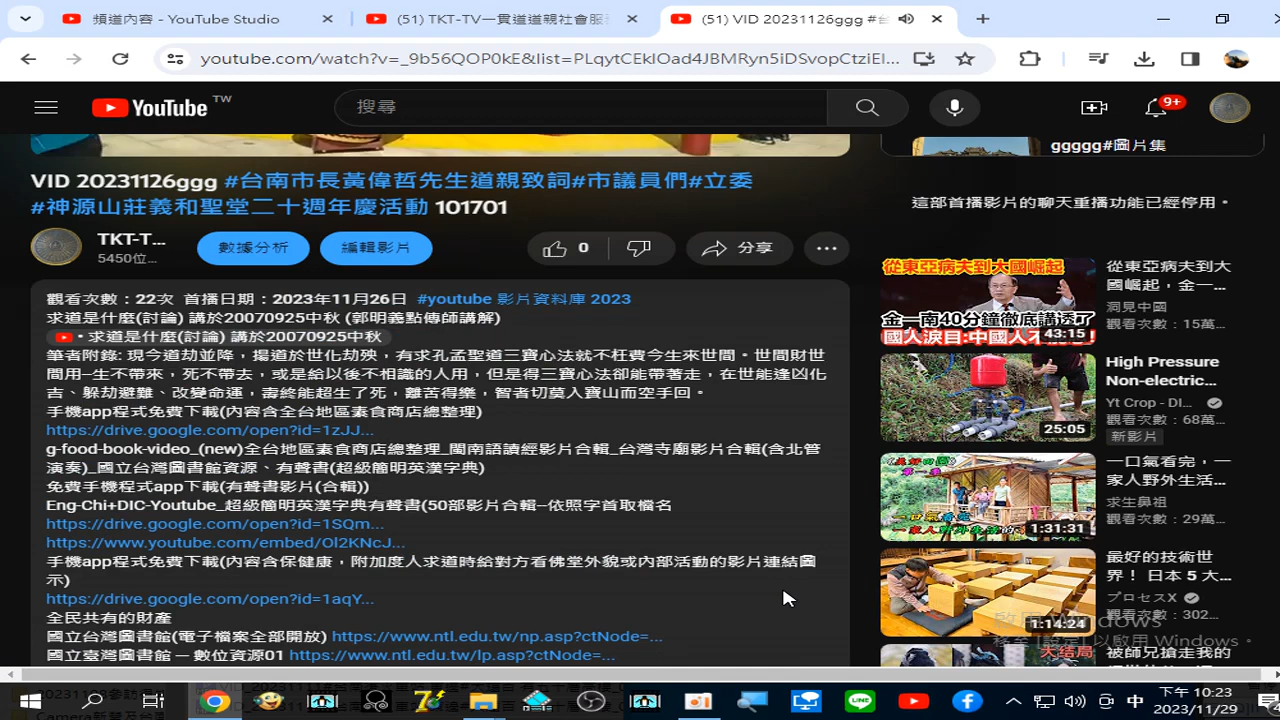 頻道內容 - YouTube Studio
(51) TKT-TV一貫道道親社會服
(51) VID 20231126ggg #台
youtube.com/watch?v=_9b56QOP0kE&list=PLqytCEkIOad4JBMRyn5iDSvopCtziEl...
YouTube TW
搜尋
9+
ggggg#圖片集
VID 20231126ggg #台南市長黃偉哲先生道親致詞#市議員們#立委
#神源山莊義和聖堂二十週年慶活動 101701
這部首播影片的聊天重播功能已經停用。
TKT-T...
5450位...
數據分析
編輯影片
0
分享
觀看次數：22次 首播日期：2023年11月26日 #youtube 影片資料庫 2023
求道是什麼(討論) 講於20070925中秋 (郭明義點傳師講解)
• 求道是什麼(討論) 講於20070925中秋
筆者附錄: 現今道劫並降，揚道於世化劫殃，有求孔孟聖道三寶心法就不枉費今生來世間。世間財世
間用–生不帶來，死不帶去，或是給以後不相識的人用，但是得三寶心法卻能帶著走，在世能逢凶化
吉、躲劫避難、改變命運，壽終能超生了死，離苦得樂，智者切莫入寶山而空手回。
手機app程式免費下載(內容含全台地區素食商店總整理)
https://drive.google.com/open?id=1zJJ...
g-food-book-video_(new)全台地區素食商店總整理_閩南語讀經影片合輯_台灣寺廟影片合輯(含北管
演奏)_國立台灣圖書館資源、有聲書(超級簡明英漢字典)
免費手機程式app下載(有聲書影片(合輯))
Eng-Chi+DIC-Youtube_超級簡明英漢字典有聲書(50部影片合輯–依照字首取檔名
https://drive.google.com/open?id=1SQm...
https://www.youtube.com/embed/Ol2KNcJ...
手機app程式免費下載(內容含保健康，附加度人求道時給對方看佛堂外貌或內部活動的影片連結圖
示)
https://drive.google.com/open?id=1aqY...
全民共有的財產
國立台灣圖書館(電子檔案全部開放) https://www.ntl.edu.tw/np.asp?ctNode=...
國立臺灣圖書館 — 數位資源01 https://www.ntl.edu.tw/lp.asp?ctNode=...
從東亞病夫到大國崛起
金一南40分鐘徹底講透了
國人淚目:中國人不
43:15
從東亞病夫到大
國崛起，金一...
洞見中國
觀看次數：15萬...
25:05
High Pressure
Non-electric...
Yt Crop - DI...
觀看次數：68萬...
新影片
1:31:31
一口氣看完，一
家人野外生活...
求生鼻祖
觀看次數：29萬...
1:14:24
最好的技術世
界！ 日本 5 大...
プロセスX
觀看次數：302...
啟用 Windows
移至 [設定] 以啟用 Windows。
大結局
被師兄搶走我的
中
下午 10:23
2023/11/29